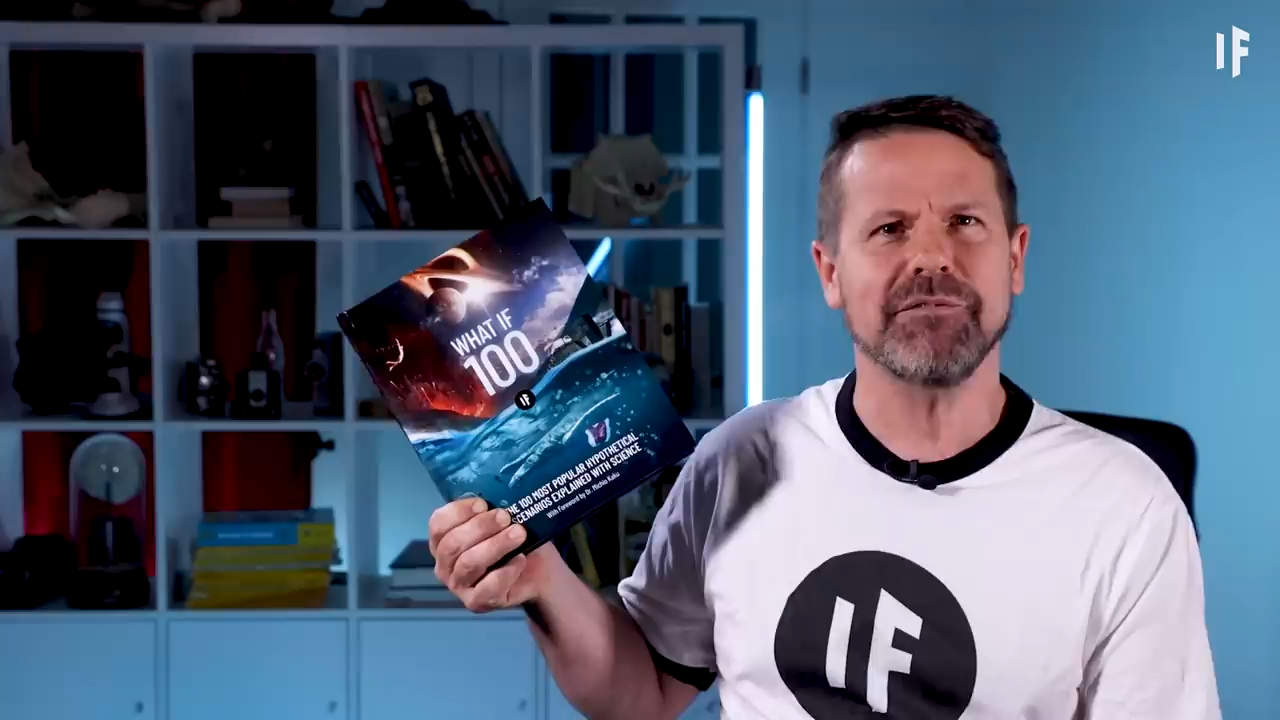 IF
WHAT IF
100
IF
THE 100 MOST POPULAR HYPOTHETICAL
SCENARIOS EXPLAINED WITH SCIENCE
With Foreword by Dr. Michio Kaku
IF